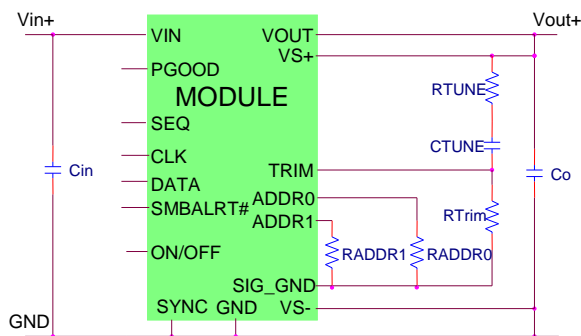 Vin+
Vout+
VIN
VOUT
VS+
PGOOD
RTUNE
MODULE
SEQ
CTUNE
CLK
TRIM
Cin
Co
DATA
ADDR0
SMBALRT#
RTrim
ADDR1
ON/OFF
RADDR1
RADDR0
SIG_GND
GND
SYNC
GND
VS-